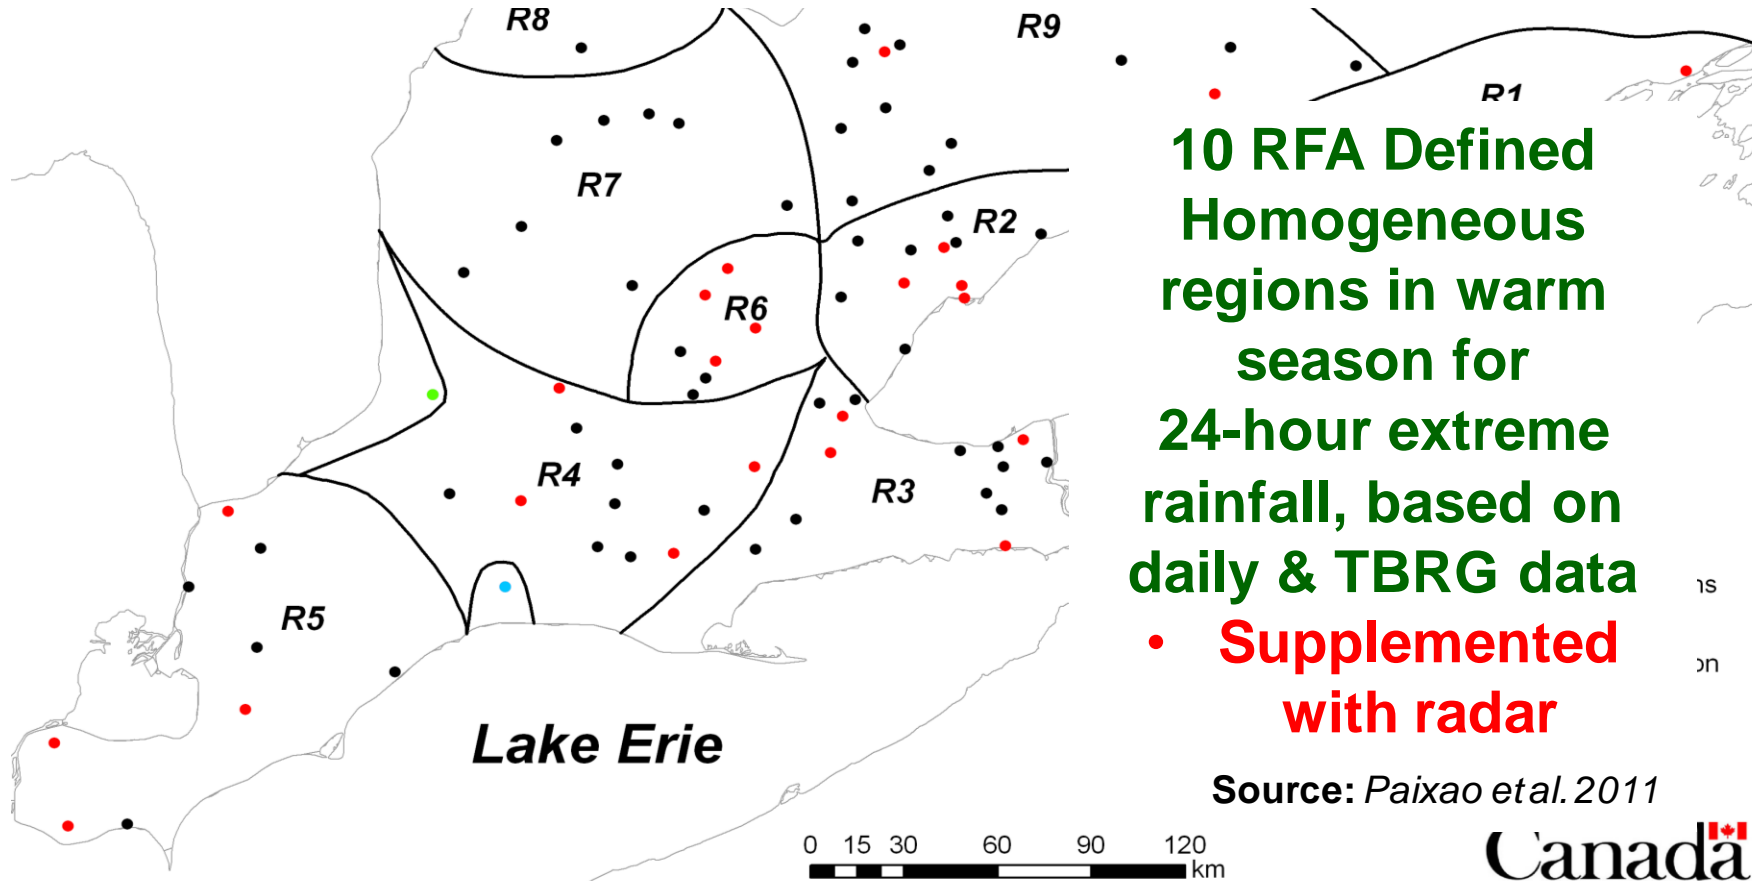 R8
R9
R1
R7
R2
R6
R4
R3
R5
Lake Erie
10 RFA Defined
Homogeneous
regions in warm
season for
24-hour extreme
rainfall, based on
daily & TBRG data
• Supplemented
with radar
Source: Paixao et al. 2011
0 15 30 60 90 120
km
Canada